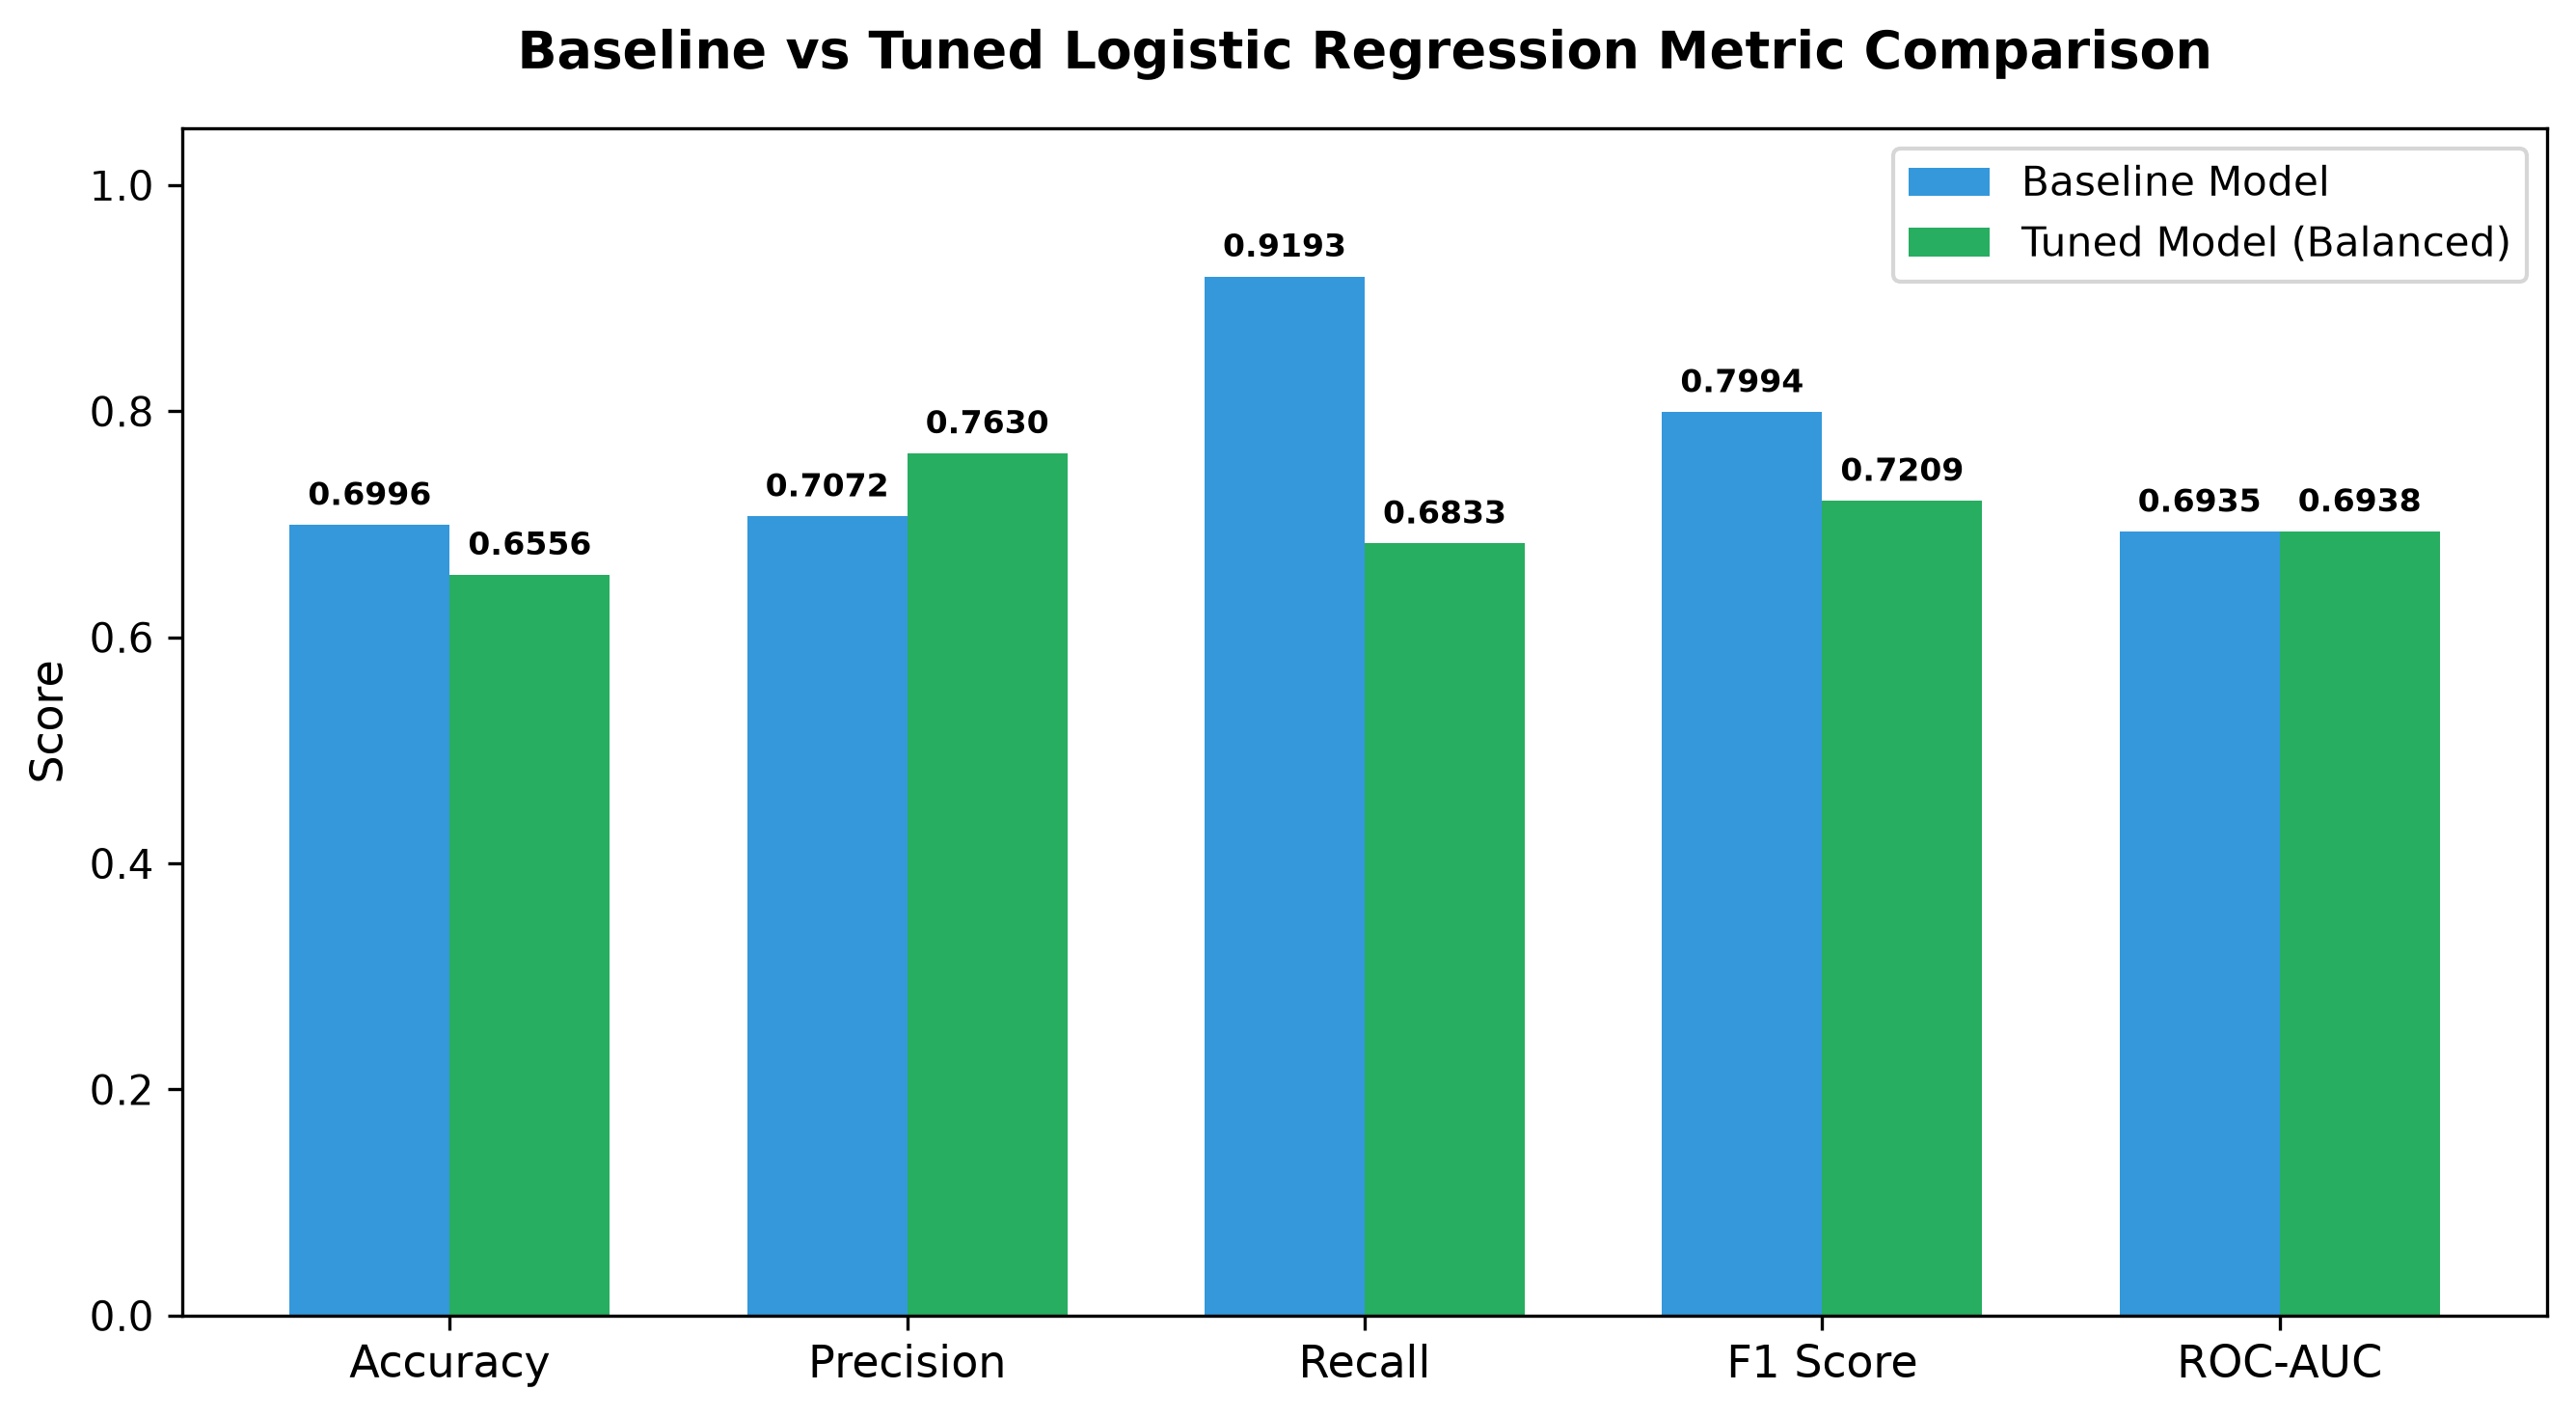 Baseline vs Tuned Logistic Regression Metric Comparison
Baseline Model
Tuned Model (Balanced)
Score
1.0
0.8
0.6
0.4
0.2
0.0
0.6996
0.6556
0.7072
0.7630
0.9193
0.6833
0.7994
0.7209
0.6935
0.6938
Accuracy
Precision
Recall
F1 Score
ROC-AUC